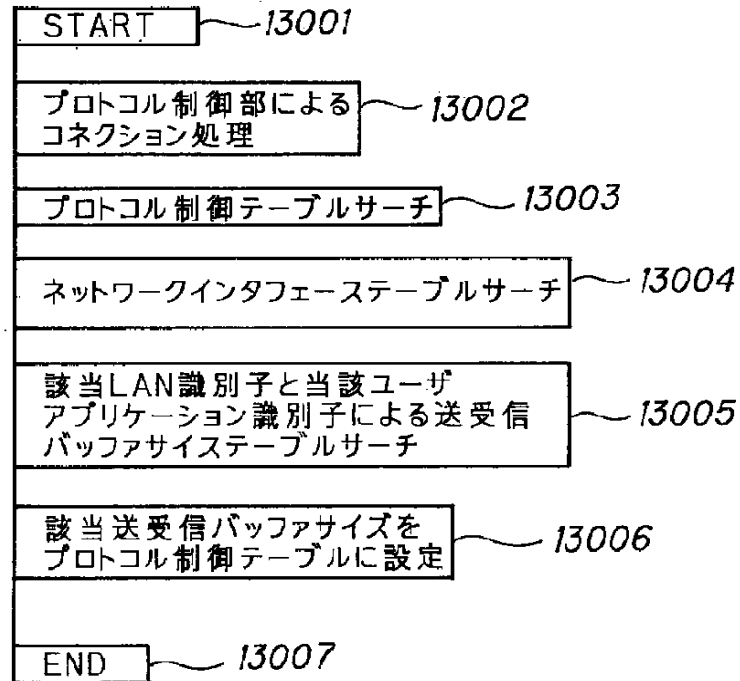 START 13001
プロトコル制御部による
コネクション処理 13002
プロトコル制御テーブルサーチ 13003
ネットワークインタフェーステーブルサーチ 13004
該当LAN識別子と当該ユーザ
アプリケーション識別子による送受信
バッファサイステーブルサーチ 13005
該当送受信バッファサイズを
プロトコル制御テーブルに設定 13006
END 13007